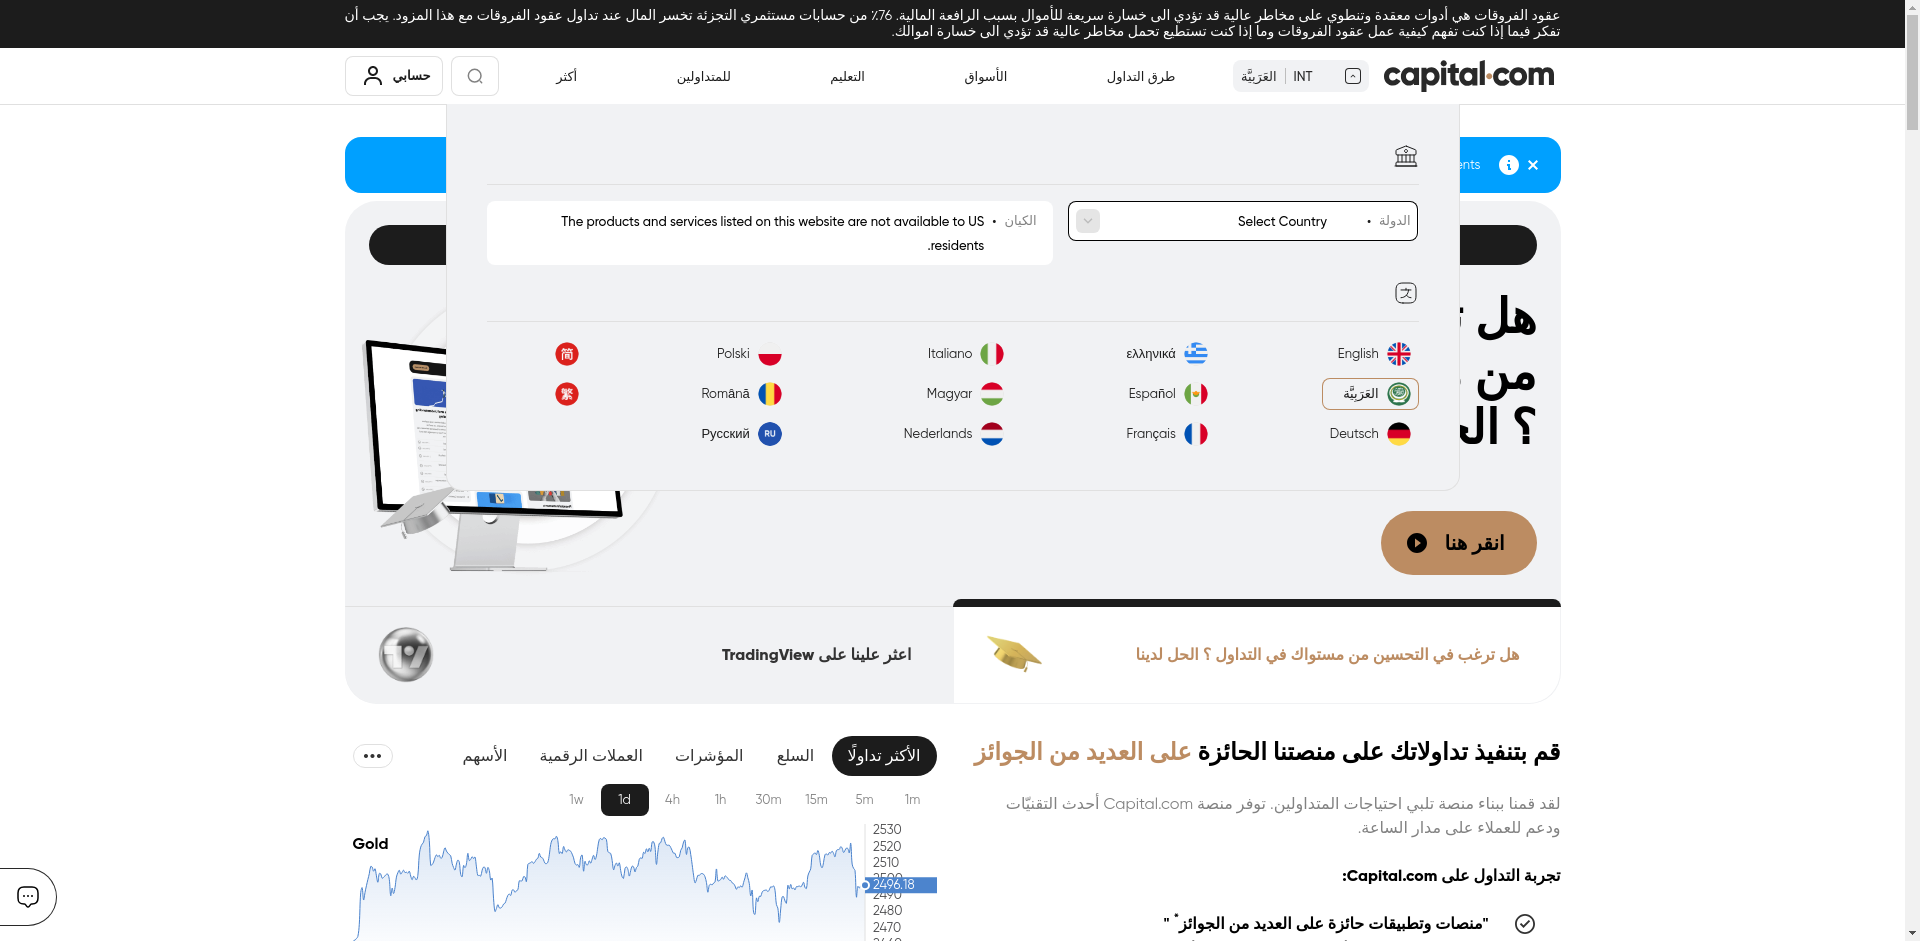 عقود الفروقات هي أدوات معقدة وتنطوي على مخاطر عالية قد تؤدي الى خسارة سريعة للأموال بسبب الرافعة المالية. 76٪ من حسابات مستثمري التجزئة تخسر المال عند تداول عقود الفروقات مع هذا المزود. يجب أن
تفكر فيما إذا كنت تفهم كيفية عمل عقود الفروقات وما إذا كنت تستطيع تحمل مخاطر عالية قد تؤدي الى خسارة اموالك.
capital.com
INT
العَرَبِيَّة
طرق التداول
الأسواق
التعليم
للمتداولين
أكثر
حسابي
الدولة • Select Country
الكيان • The products and services listed on this website are not available to US
residents.
English
ελληνικά
Italiano
Polski
简
العَرَبِيَّة
Español
Magyar
Română
繁
Deutsch
Français
Nederlands
RU Русский
هل
من
؟
انقر هنا
هل ترغب في التحسين من مستواك في التداول ؟ الحل لدينا
اعثر علينا على TradingView
قم بتنفيذ تداولاتك على منصتنا الحائزة على العديد من الجوائز
لقد قمنا ببناء منصة تلبي احتياجات المتداولين. توفر منصة Capital.com أحدث التقنيّات
ودعم للعملاء على مدار الساعة.
تجربة التداول على Capital.com:
"منصات وتطبيقات حائزة على العديد من الجوائز* "
الأكثر تداولًا
السلع
المؤشرات
العملات الرقمية
الأسهم
1m
5m
15m
30m
1h
4h
1d
1w
Gold
2530
2520
2510
2496.18
2480
2470